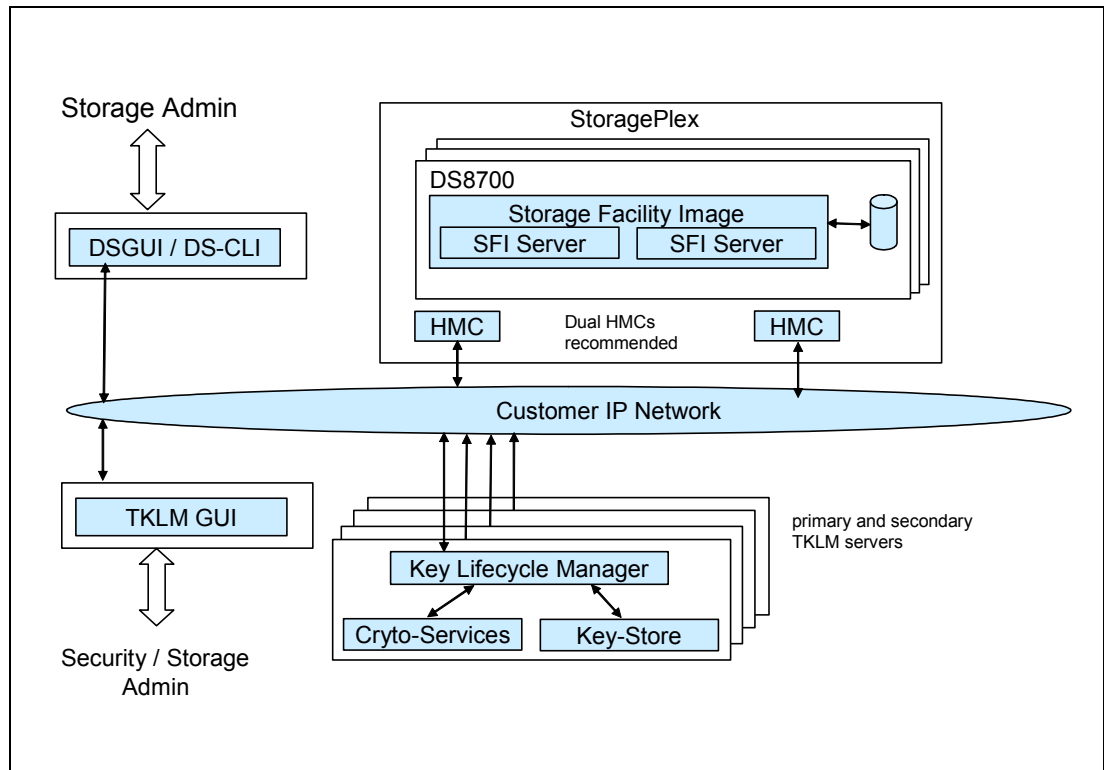 Storage Admin
StoragePlex
DS8700
Storage Facility Image
SFI Server
SFI Server
DSGUI / DS-CLI
HMC
Dual HMCs
recommended
HMC
Customer IP Network
TKLM GUI
primary and secondary
TKLM servers
Key Lifecycle Manager
Cryto-Services
Key-Store
Security / Storage
Admin